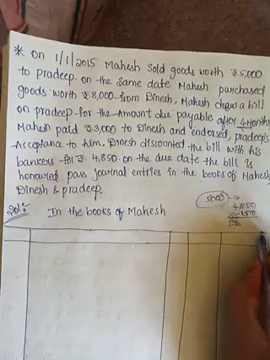 * On 1/1/2015 Mahesh sold goods worth ₹5,000
to pradeep. on the same date Mahesh purchased
goods worth ₹8,000 from Dinesh, Mahesh drew a bill
on pradeep for the Amount due payable after 4 Months
Mahesh paid ₹3,000 to Dinesh and endorsed, pradeep's
Acceptance to him. Dinesh discounted the bill with his
bankers for ₹ 4,850 on the due date the bill is
honoured pass journal entries in the books of Mahesh
Dinesh & pradeep.
5000
4,850
150
In the books of Mahesh